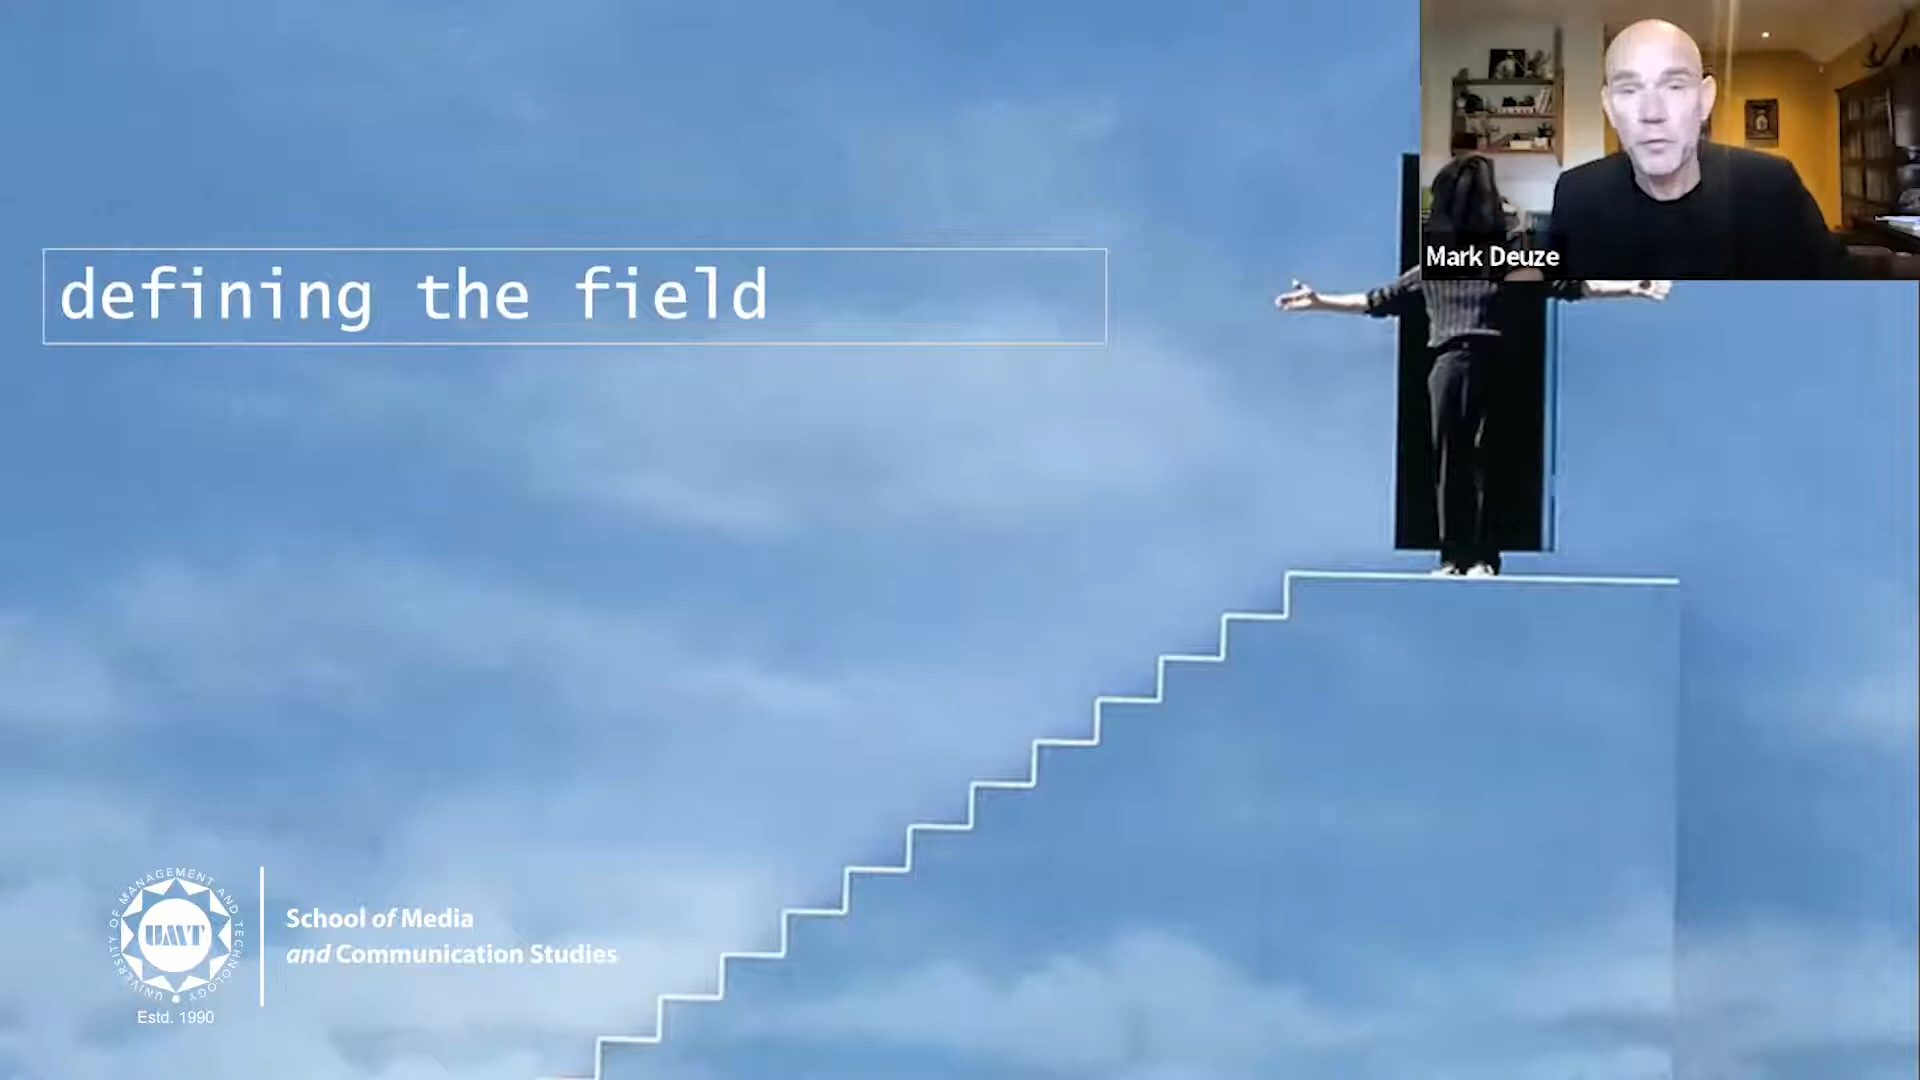 defining the field
Mark Deuze
UNIVERSITY OF MANAGEMENT AND TECHNOLOGY
UMT
Estd. 1990
School of Media
and Communication Studies